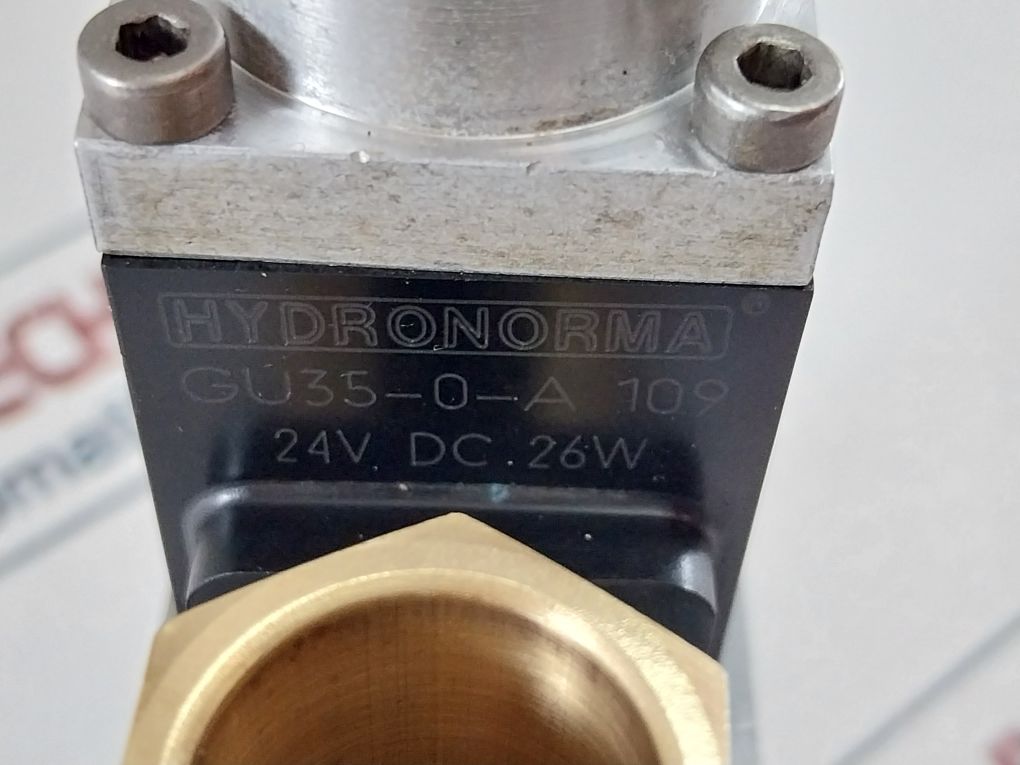 HYDRONORMA®
GU35-0-A 109
24V DC 26W